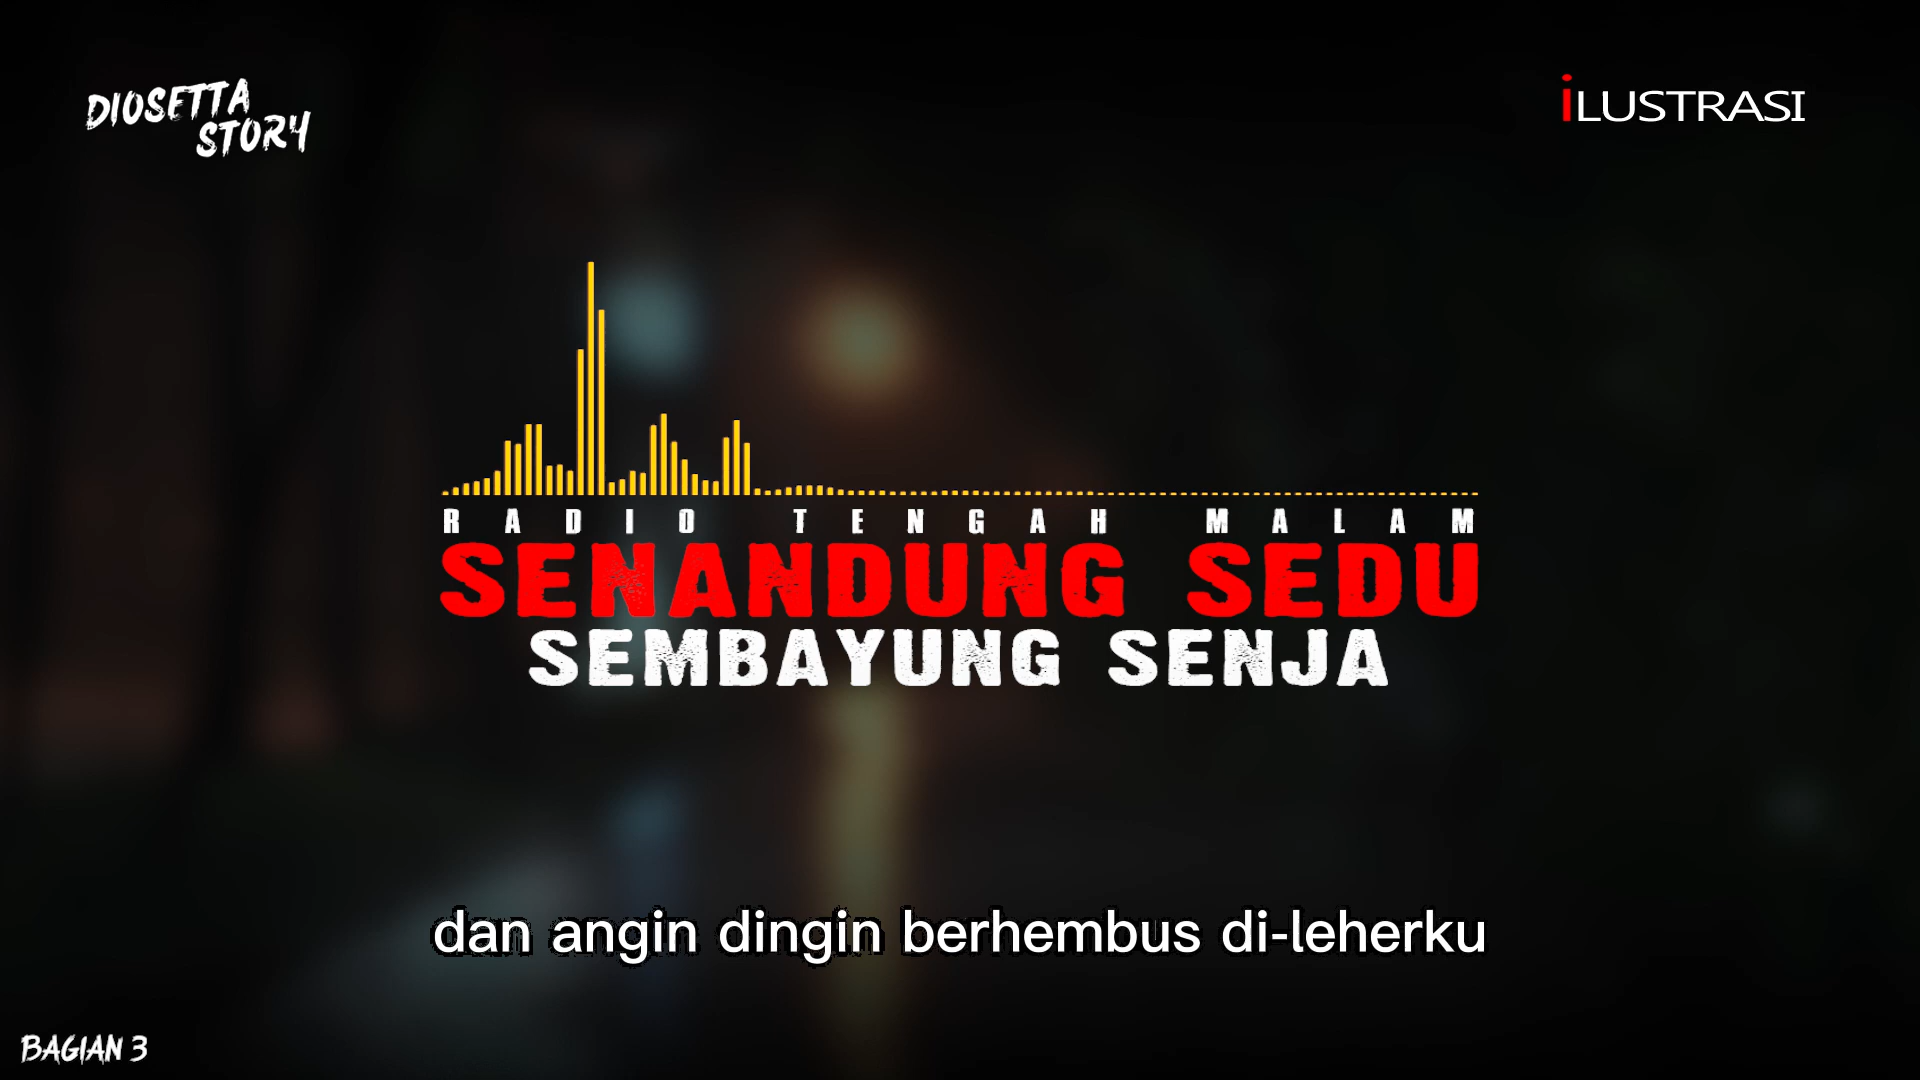 DIOSETTA
STORY
iLUSTRASI
RADIO TENGAH MALAM
SENANDUNG SEDU
SEMBAYUNG SENJA
dan angin dingin berhembus di-leherku
BAGIAN 3